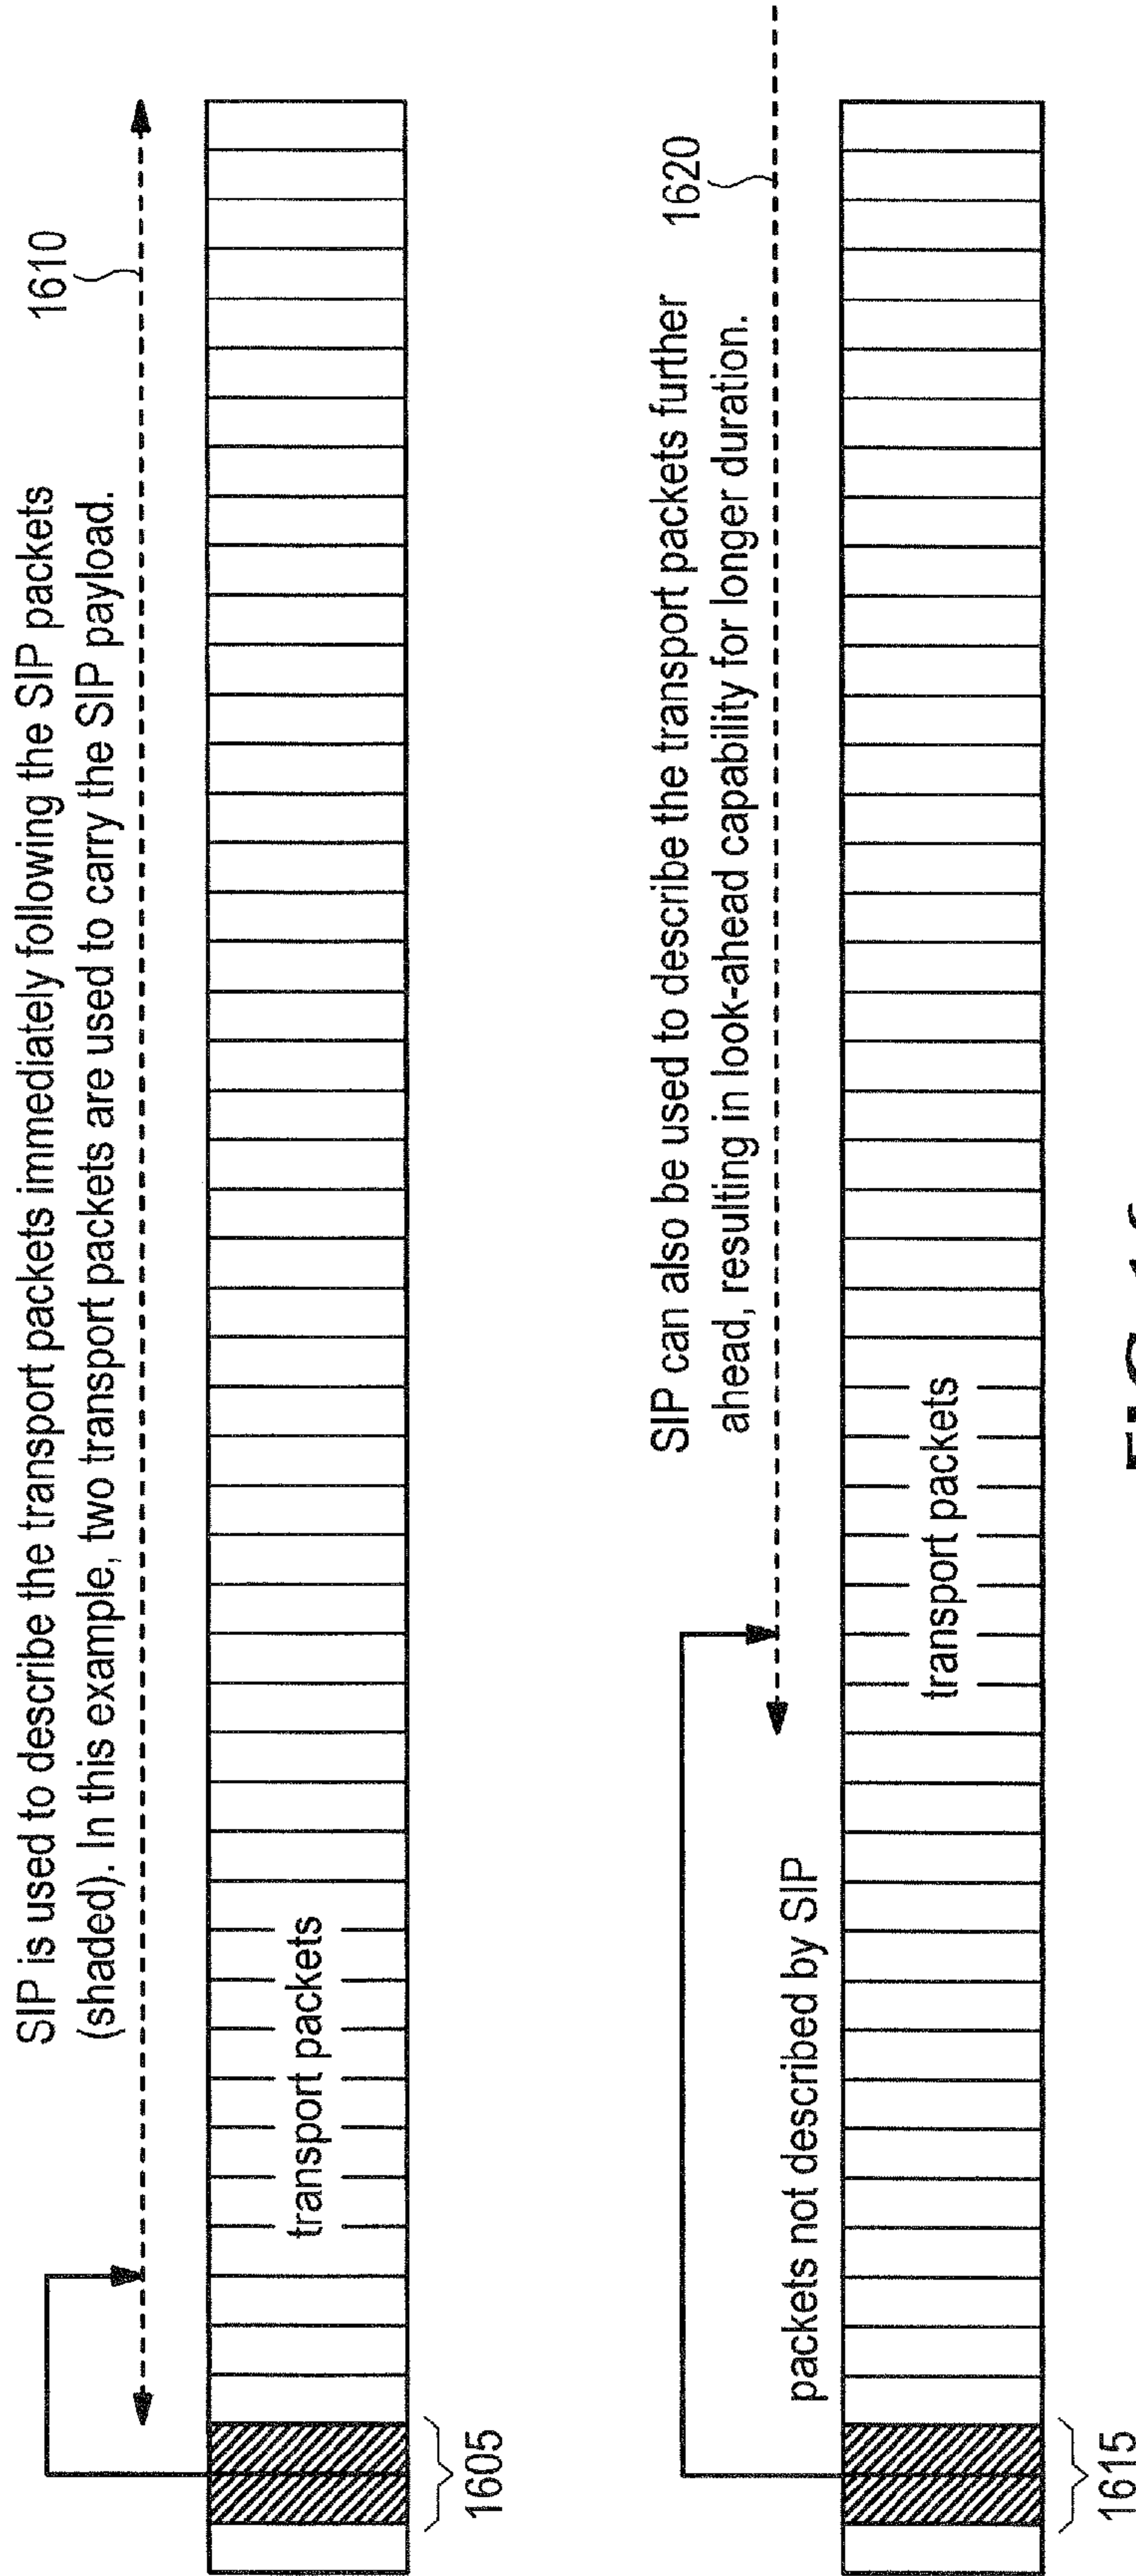 SIP is used to describe the transport packets immediately following the SIP packets
(shaded). In this example, two transport packets are used to carry the SIP payload.
1610
transport packets
1605
SIP can also be used to describe the transport packets further
ahead, resulting in look-ahead capability for longer duration.
1620
packets not described by SIP
transport packets
1615